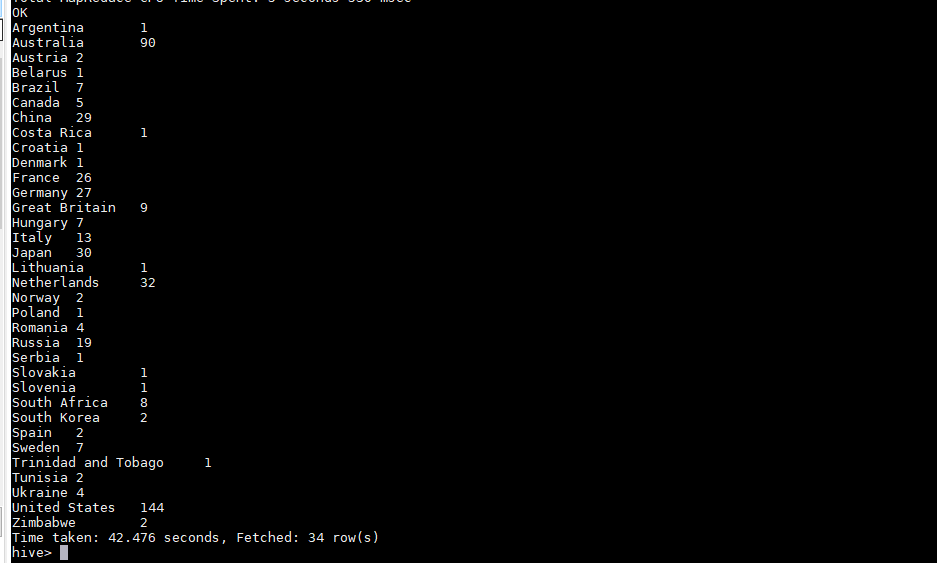 Total MapReduce CPU Time Spent: 5 seconds 530 msec
OK
Argentina 1
Australia 90
Austria 2
Belarus 1
Brazil 7
Canada 5
China 29
Costa Rica 1
Croatia 1
Denmark 1
France 26
Germany 27
Great Britain 9
Hungary 7
Italy 13
Japan 30
Lithuania 1
Netherlands 32
Norway 2
Poland 1
Romania 4
Russia 19
Serbia 1
Slovakia 1
Slovenia 1
South Africa 8
South Korea 2
Spain 2
Sweden 7
Trinidad and Tobago 1
Tunisia 2
Ukraine 4
United States 144
Zimbabwe 2
Time taken: 42.476 seconds, Fetched: 34 row(s)
hive>